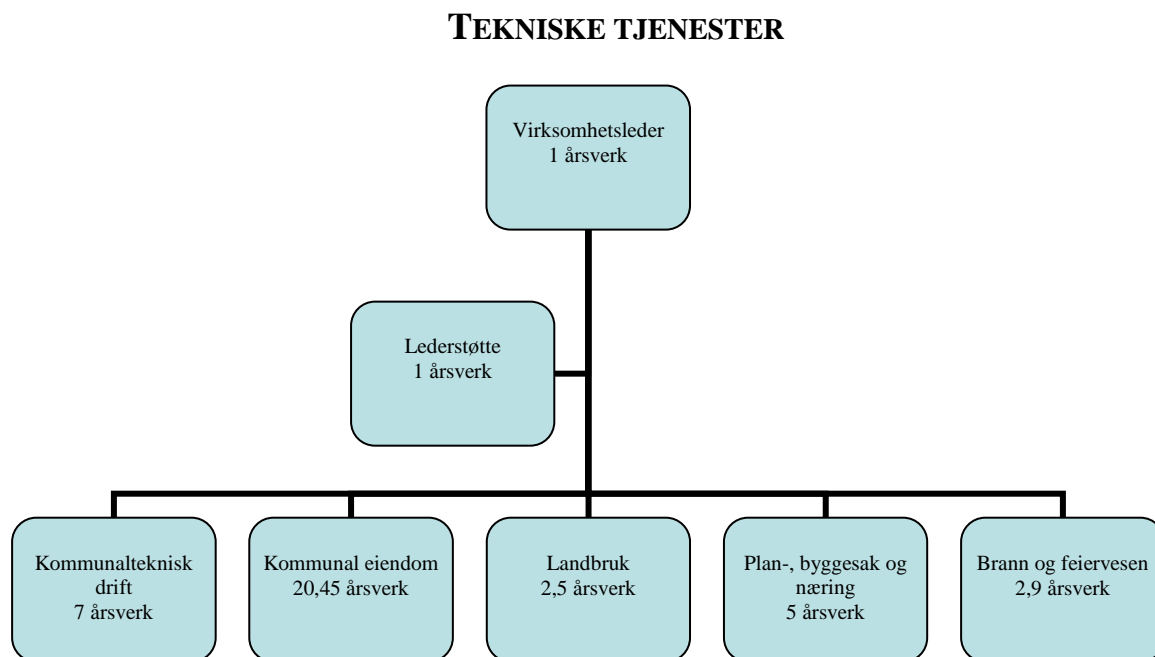 TEKNISKE TJENESTER
Virksomhetsleder
1 årsverk
Lederstøtte
1 årsverk
Kommunalteknisk
drift
7 årsverk
Kommunal eiendom
20,45 årsverk
Landbruk
2,5 årsverk
Plan-, byggesak og
næring
5 årsverk
Brann og feiervesen
2,9 årsverk